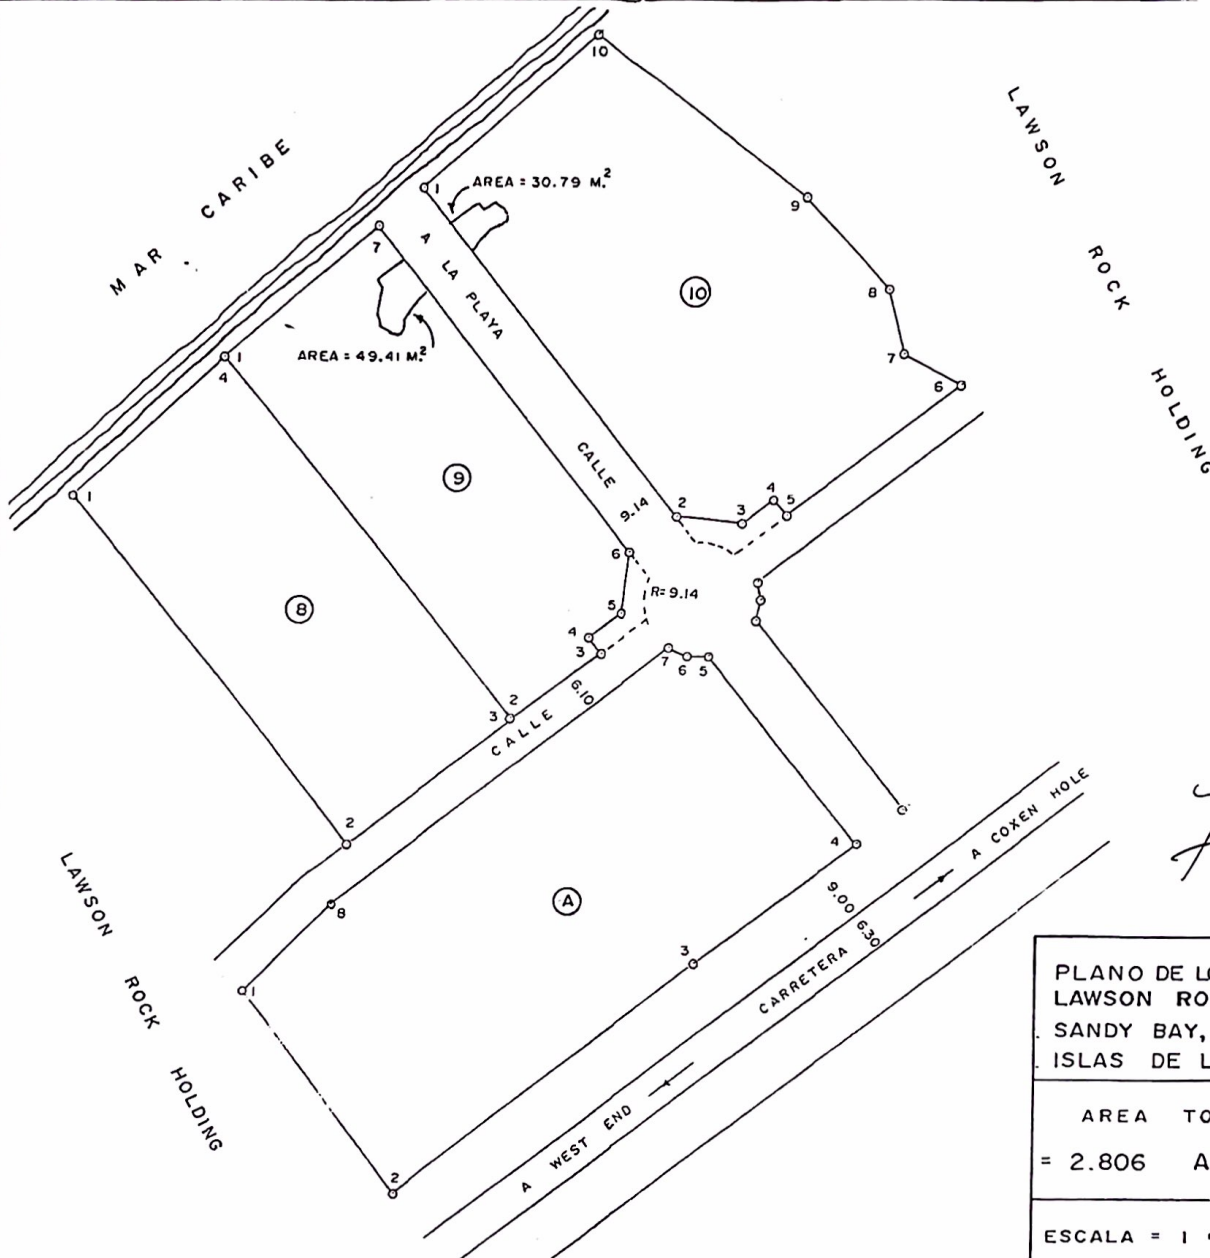 10
LAWSON ROCK HOLDING
MAR CARIBE
1
AREA = 30.79 M.²
9
7
A LA PLAYA
10
8
1
AREA = 49.41 M.²
7
4
6
9
CALLE 9.14
1
4
5
2
3
6
R= 9.14
8
5
4
3
7 6 5
6.10
2
3
CALLE
2
4
A COXEN HOLE
LAWSON ROCK HOLDING
8
A
9.00
6.30
3
CARRETERA
1
A WEST END
2
PLANO DE
LAWSON RO
SANDY BAY,
ISLAS DE L
AREA TO
= 2.806 A
ESCALA = 1